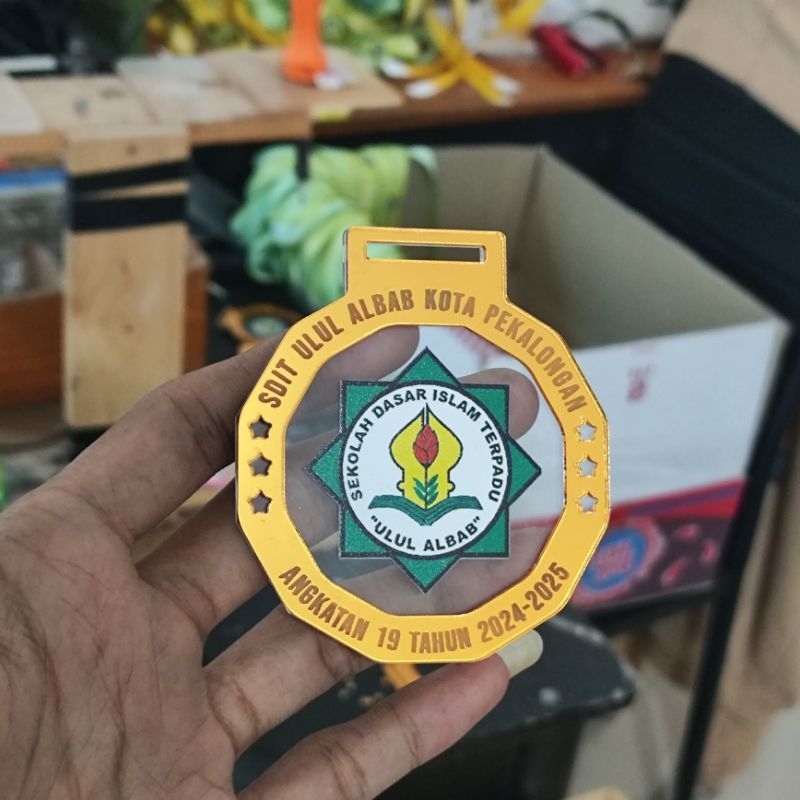 SDIT ULUL ALBAB KOTA PEKALONGAN
SEKOLAH DASAR ISLAM TERPADU
"ULUL ALBAB"
ANGKATAN 19 TAHUN 2024-2025